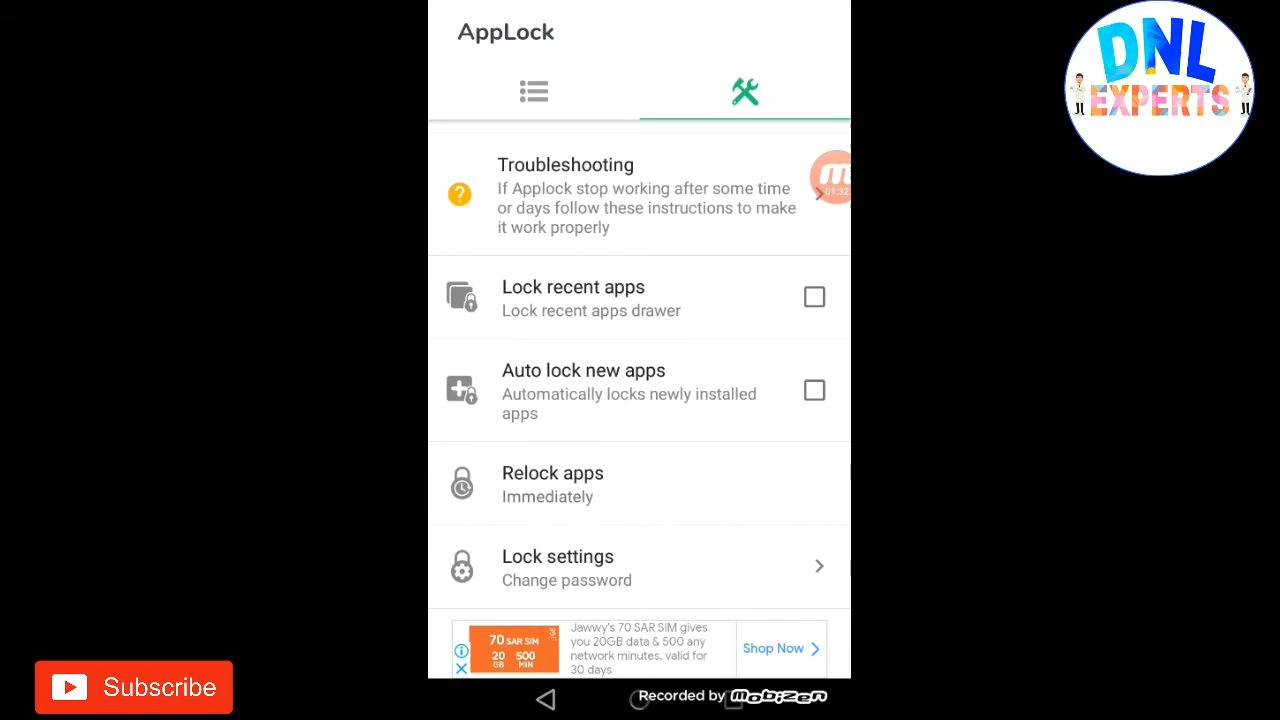 AppLock
DNL
EXPERTS
Troubleshooting
If Applock stop working after some time
or days follow these instructions to make
it work properly
01:32
Lock recent apps
Lock recent apps drawer
Auto lock new apps
Automatically locks newly installed
apps
Relock apps
Immediately
Lock settings
Change password
70 SAR SIM
20 500
GB MIN
Jawwy's 70 SAR SIM gives
you 20GB data & 500 any
network minutes. valid for
30 days
Shop Now
Subscribe
Recorded by mobizen